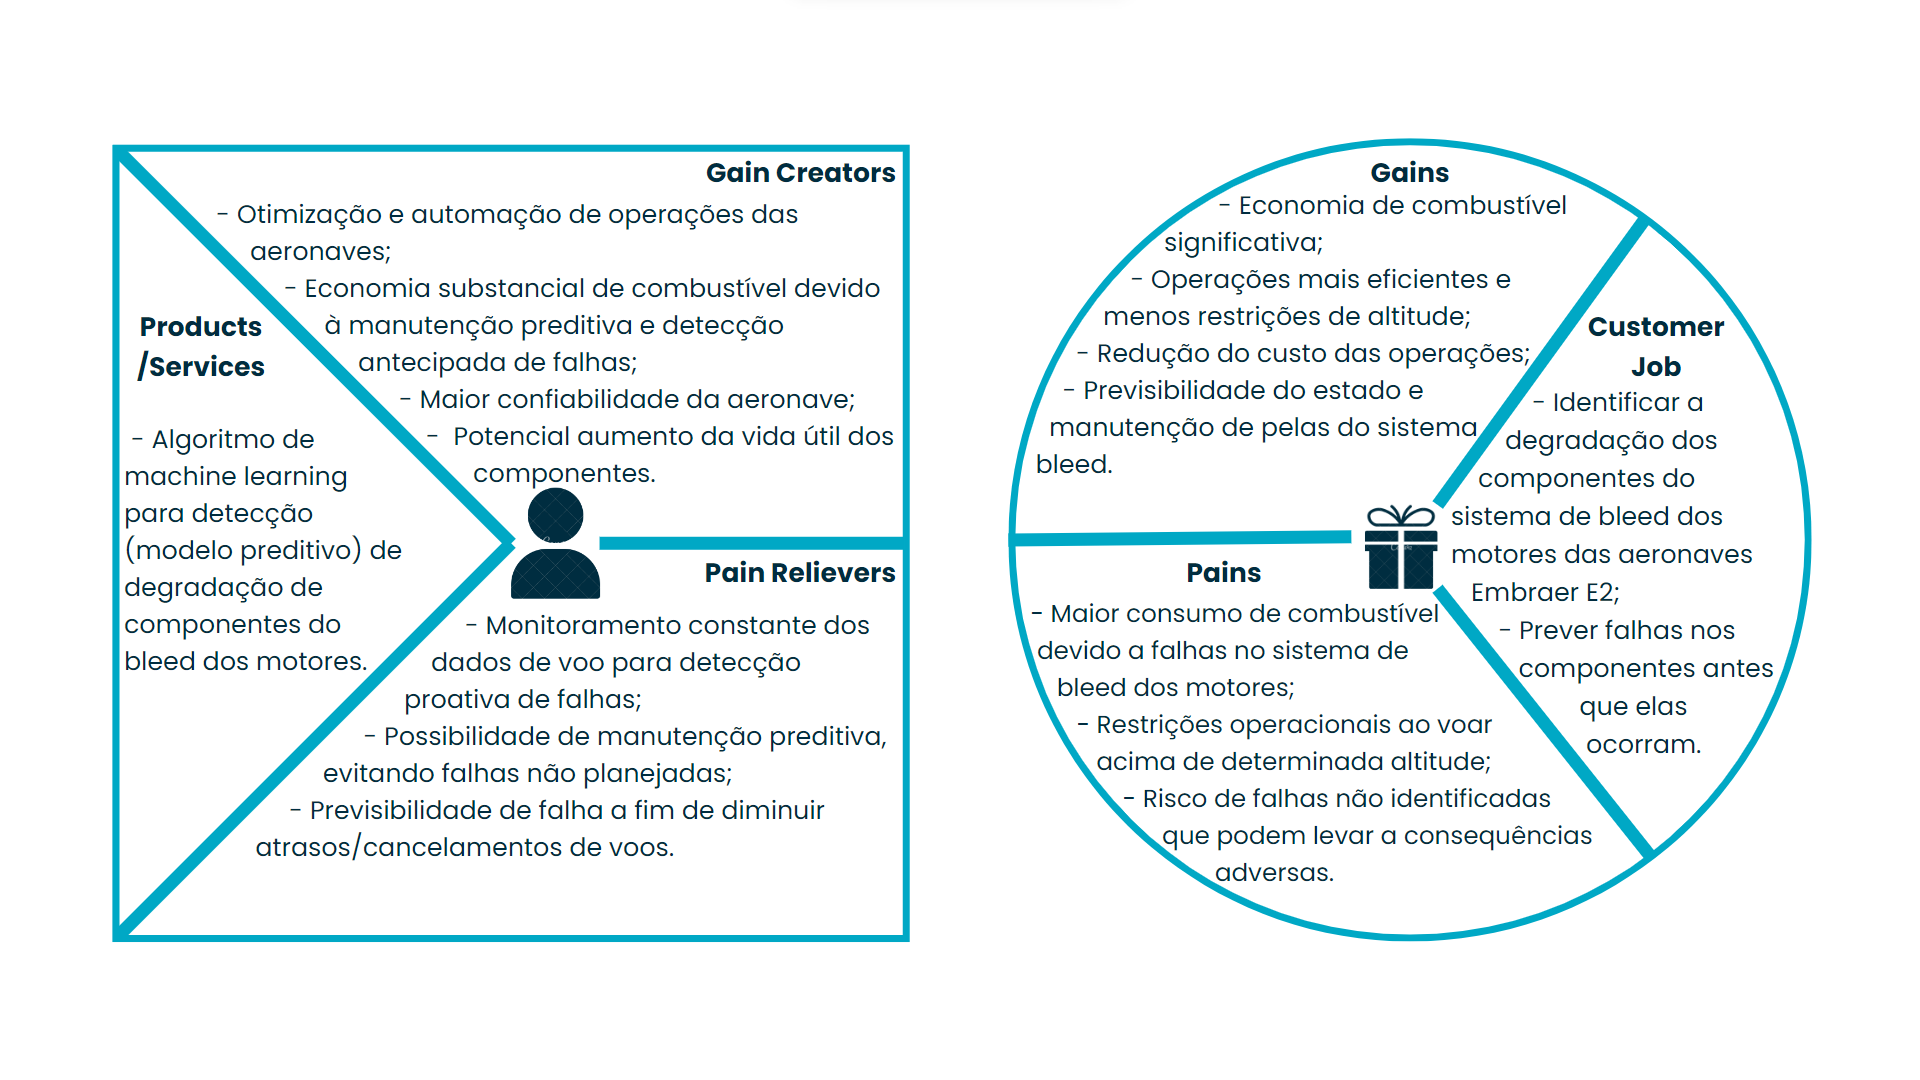 Gain Creators
- Otimização e automação de operações das
aeronaves;
- Economia substancial de combustível devido
à manutenção preditiva e detecção
antecipada de falhas;
- Maior confiabilidade da aeronave;
- Potencial aumento da vida útil dos
componentes.
Products
/Services
- Algoritmo de
machine learning
para detecção
(modelo preditivo) de
degradação de
componentes do
bleed dos motores.
Pain Relievers
- Monitoramento constante dos
dados de voo para detecção
proativa de falhas;
- Possibilidade de manutenção preditiva,
evitando falhas não planejadas;
- Previsibilidade de falha a fim de diminuir
atrasos/cancelamentos de voos.
Gains
- Economia de combustível
significativa;
- Operações mais eficientes e
menos restrições de altitude;
- Redução do custo das operações;
- Previsibilidade do estado e
manutenção de pelas do sistema
bleed.
Customer
Job
- Identificar a
degradação dos
componentes do
sistema de bleed dos
motores das aeronaves
Embraer E2;
- Prever falhas nos
componentes antes
que elas
ocorram.
Pains
- Maior consumo de combustível
devido a falhas no sistema de
bleed dos motores;
- Restrições operacionais ao voar
acima de determinada altitude;
- Risco de falhas não identificadas
que podem levar a consequências
adversas.